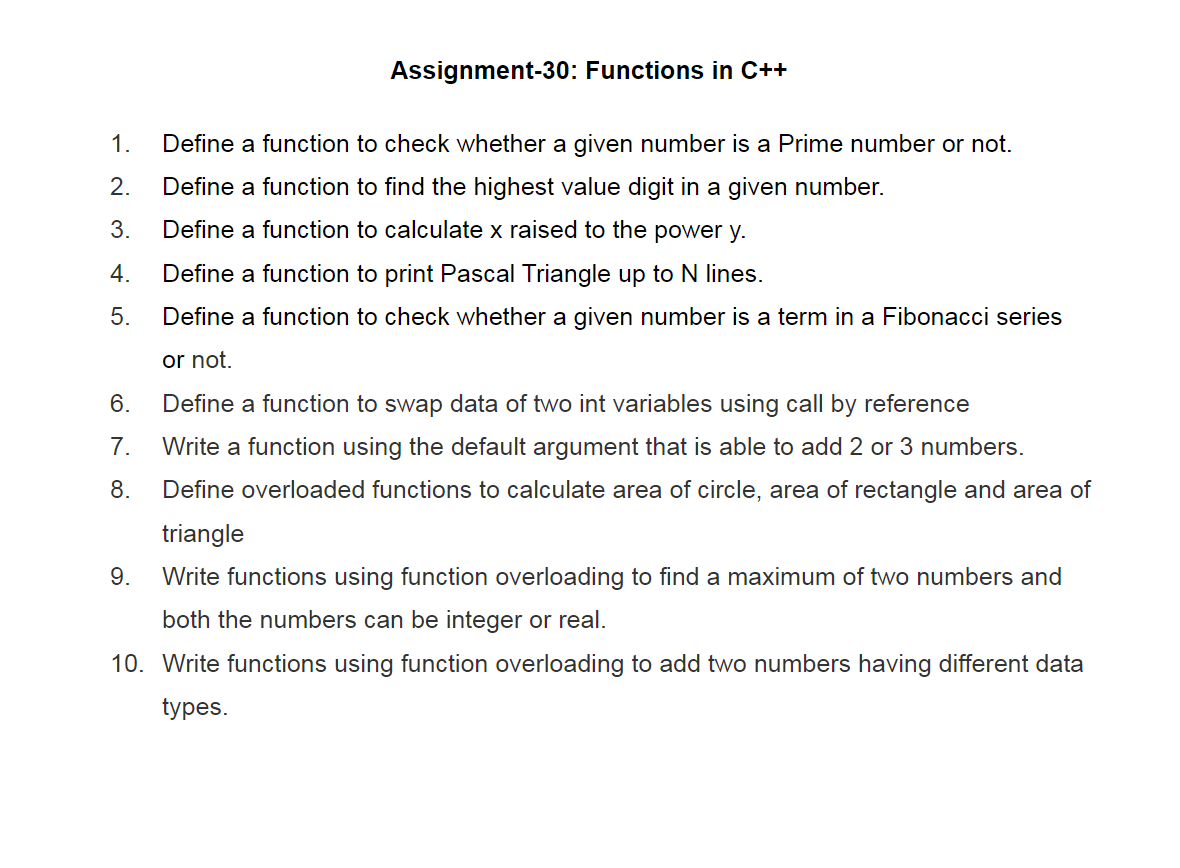 Assignment-30: Functions in C++
1. Define a function to check whether a given number is a Prime number or not.
2. Define a function to find the highest value digit in a given number.
3. Define a function to calculate x raised to the power y.
4. Define a function to print Pascal Triangle up to N lines.
5. Define a function to check whether a given number is a term in a Fibonacci series
or not.
6. Define a function to swap data of two int variables using call by reference
7. Write a function using the default argument that is able to add 2 or 3 numbers.
8. Define overloaded functions to calculate area of circle, area of rectangle and area of
triangle
9. Write functions using function overloading to find a maximum of two numbers and
both the numbers can be integer or real.
10. Write functions using function overloading to add two numbers having different data
types.